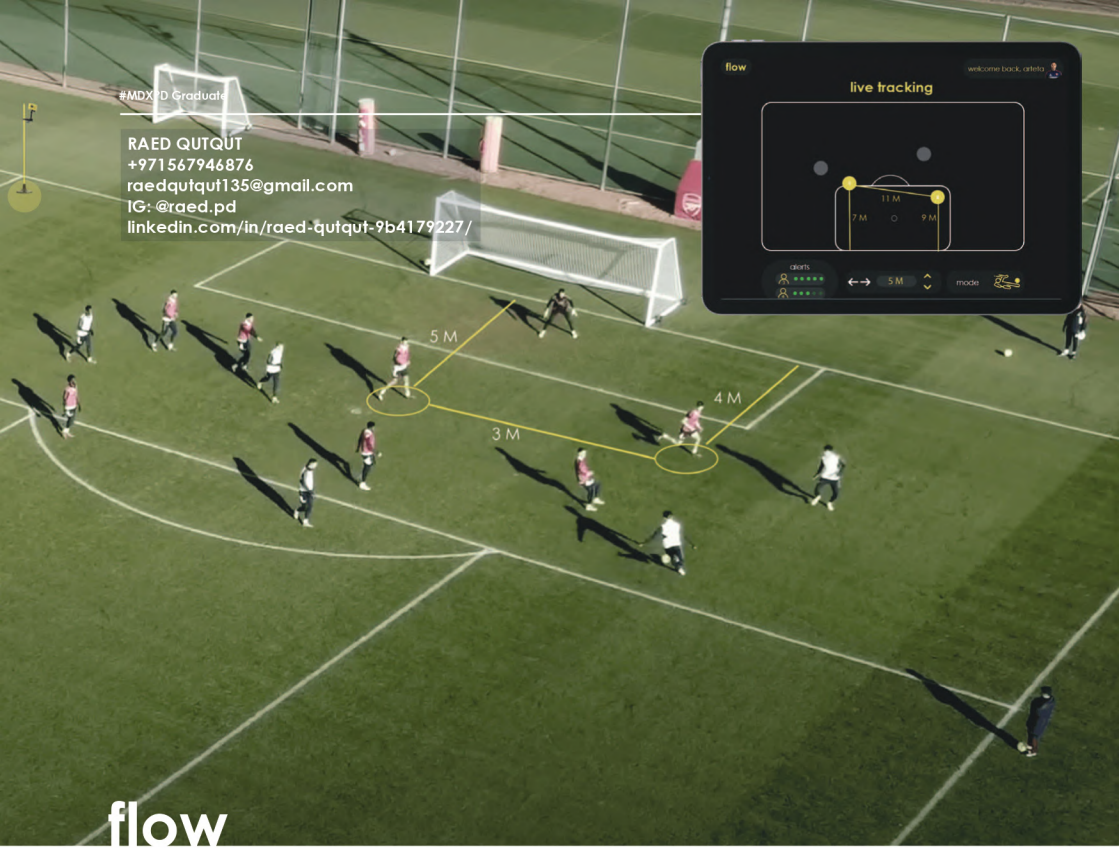 #MDXPD Graduate
RAED QUTQUT
+971567946876
raedqutqut135@gmail.com
IG: @raed.pd
linkedin.com/in/raed-qutqut-9b4179227/
flow
welcome back, arteta
live tracking
11 M
7 M
9 M
alerts
5 M
mode
5 M
4 M
3 M
flow